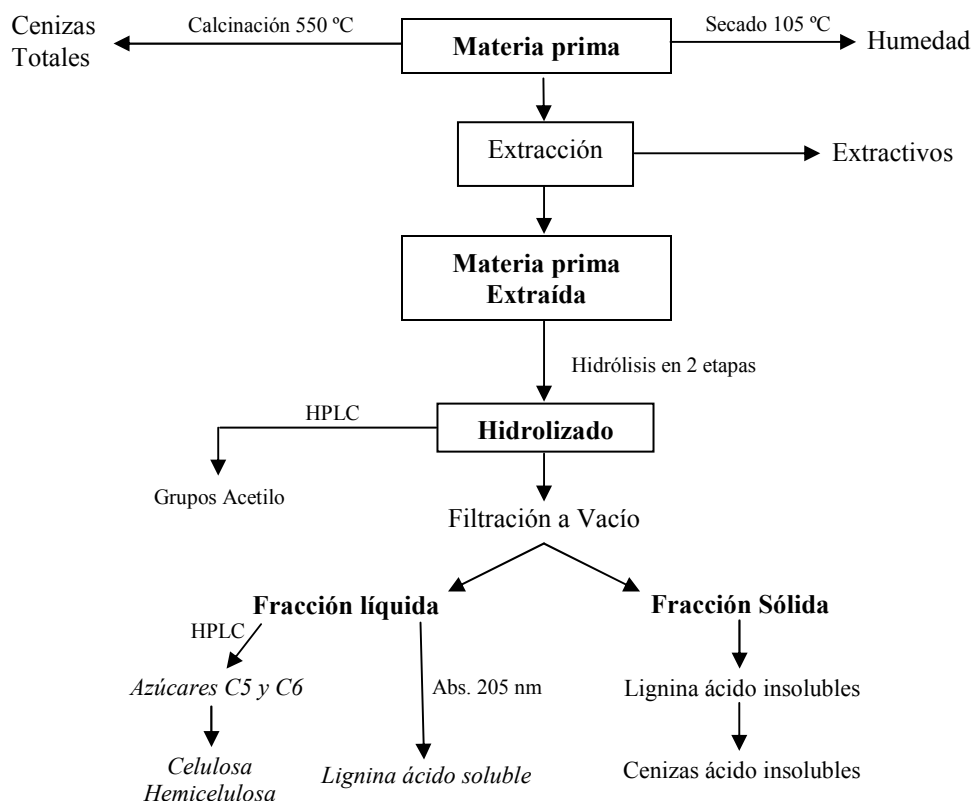 Cenizas
Totales
Calcinación 550 ºC
Materia prima
Secado 105 ºC
Humedad
Extracción
Extractivos
Materia prima
Extraída
Hidrólisis en 2 etapas
HPLC
Hidrolizado
Grupos Acetilo
Filtración a Vacío
Fracción líquida
Fracción Sólida
HPLC
Azúcares C5 y C6
Abs. 205 nm
Lignina ácido insolubles
Celulosa
Hemicelulosa
Lignina ácido soluble
Cenizas ácido insolubles